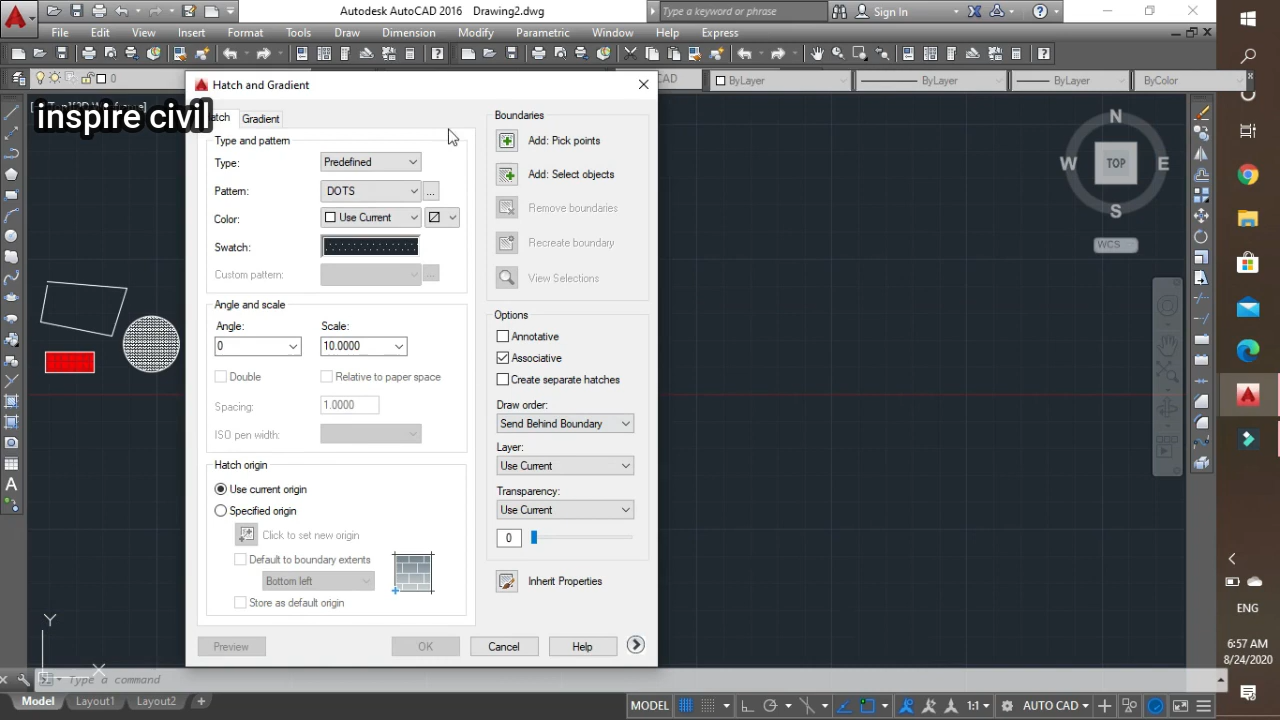 Autodesk AutoCAD 2016 Drawing2.dwg
Type a keyword or phrase
Sign In
File Edit View Insert Format Tools Draw Dimension Modify Parametric Window Help Express
0
CAD
ByLayer
ByLayer
ByLayer
ByColor
inspire civil
Hatch and Gradient
Gradient
Type and pattern
Type: Predefined
Pattern: DOTS ...
Color: Use Current
Swatch:
Custom pattern: ...
Angle and scale
Angle: Scale:
0 10.0000
Double Relative to paper space
Spacing: 1.0000
ISO pen width:
Hatch origin
Use current origin
Specified origin
Click to set new origin
Default to boundary extents
Bottom left
Store as default origin
Boundaries
Add: Pick points
Add: Select objects
Remove boundaries
Recreate boundary
View Selections
Options
Annotative
Associative
Create separate hatches
Draw order:
Send Behind Boundary
Layer:
Use Current
Transparency:
Use Current
0
Inherit Properties
Preview OK Cancel Help
N
W TOP E
S
WCS
Y
X
Type a command
Model Layout1 Layout2 +
MODEL 1:1 AUTO CAD
ENG
6:57 AM
8/24/2020